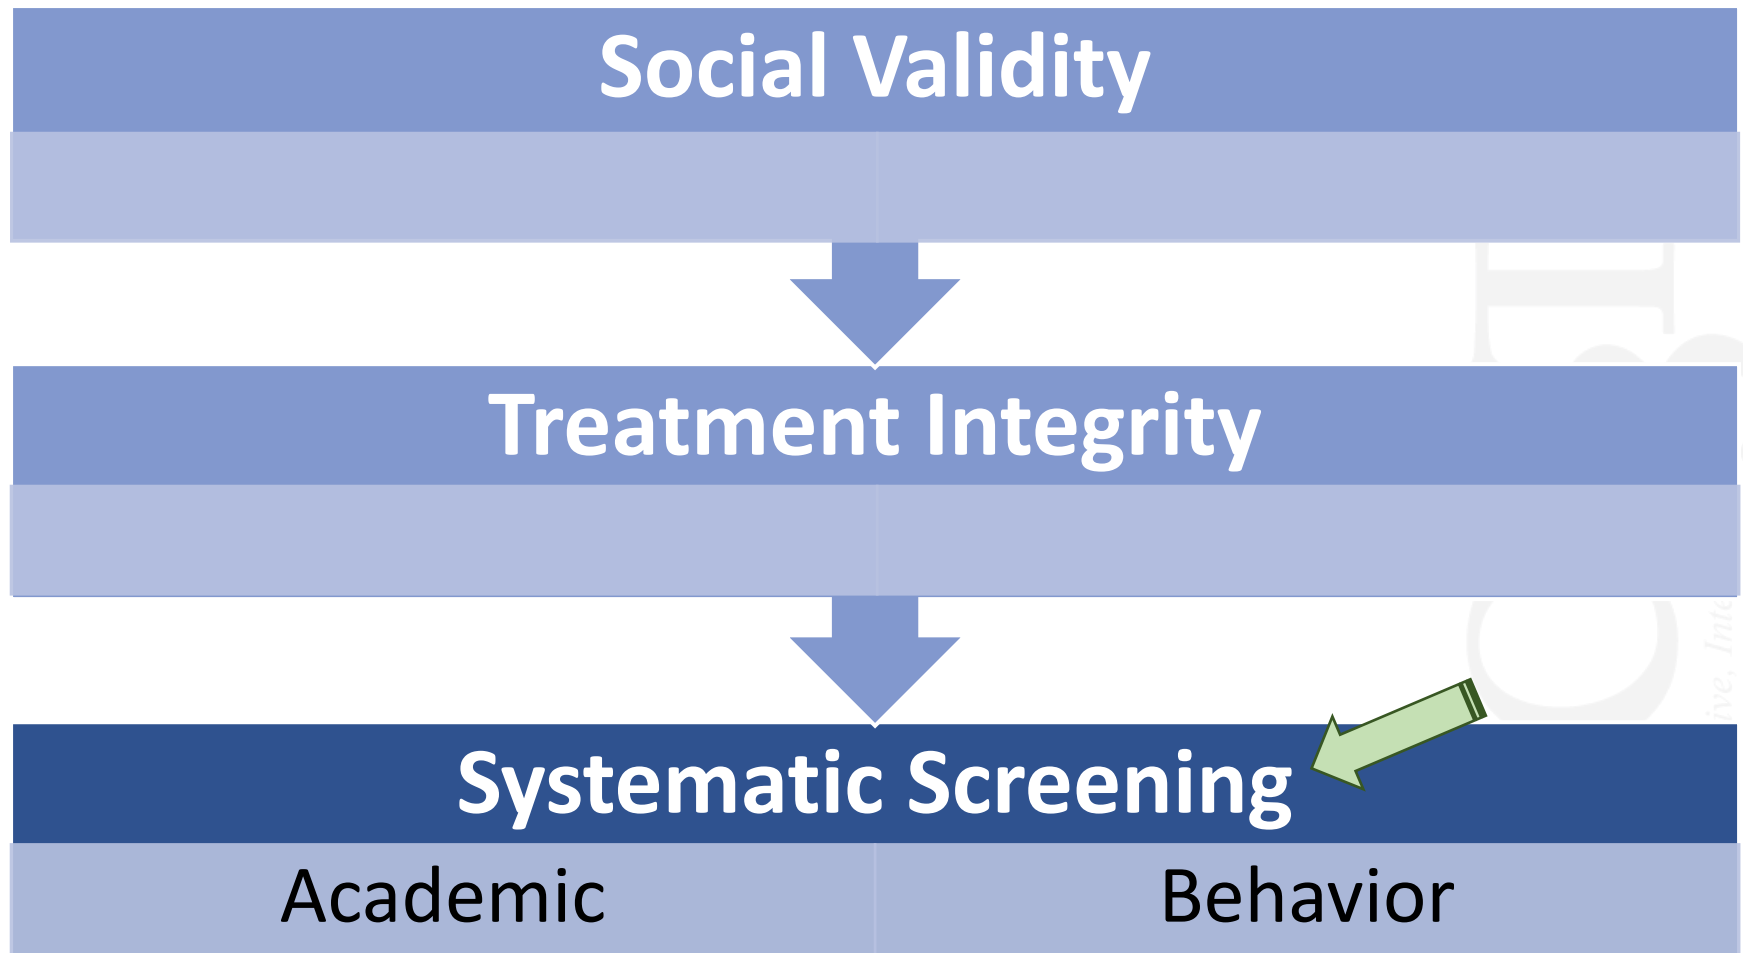 Social Validity
Treatment Integrity
Systematic Screening
Academic
Behavior